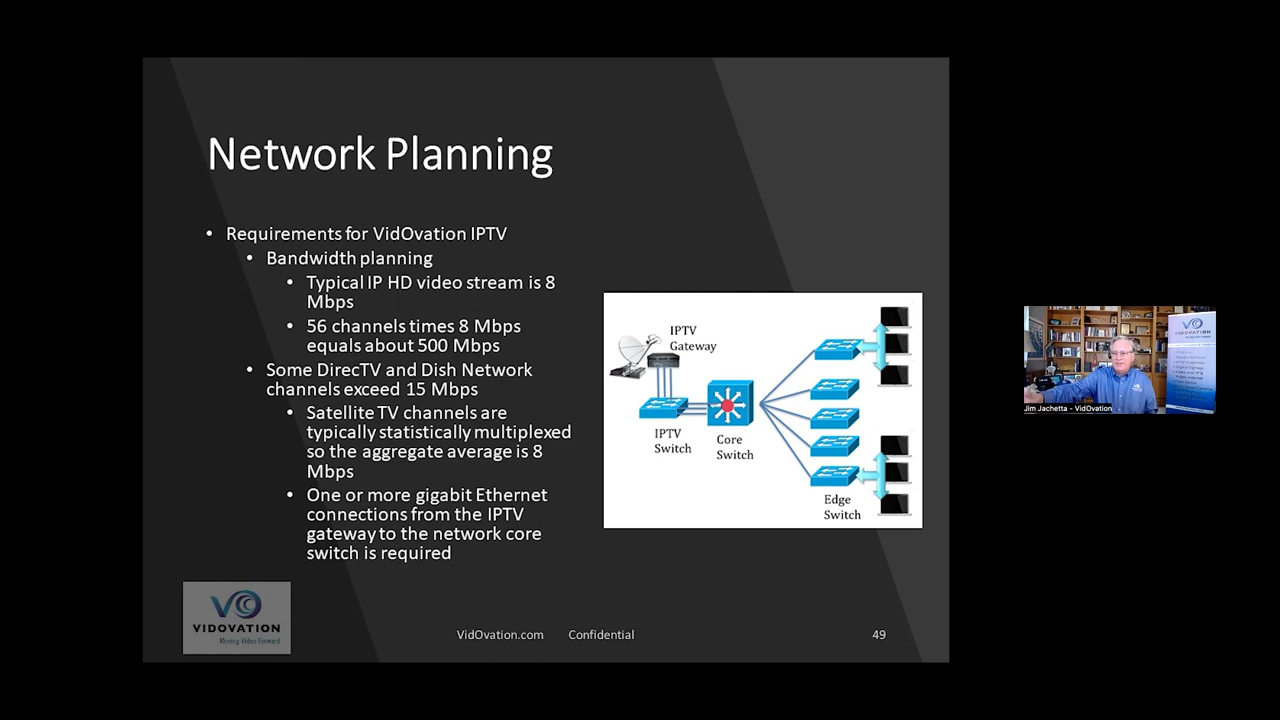 Network Planning
• Requirements for VidOvation IPTV
• Bandwidth planning
• Typical IP HD video stream is 8
Mbps
• 56 channels times 8 Mbps
equals about 500 Mbps
• Some DirecTV and Dish Network
channels exceed 15 Mbps
• Satellite TV channels are
typically statistically multiplexed
so the aggregate average is 8
Mbps
• One or more gigabit Ethernet
connections from the IPTV
gateway to the network core
switch is required
IPTV
Gateway
IPTV
Switch
Core
Switch
Edge
Switch
VIDOVATION
Moving Video Forward
VidOvation.com
Confidential
49
VIDOVATION
Jim Jachetta - VidOvation